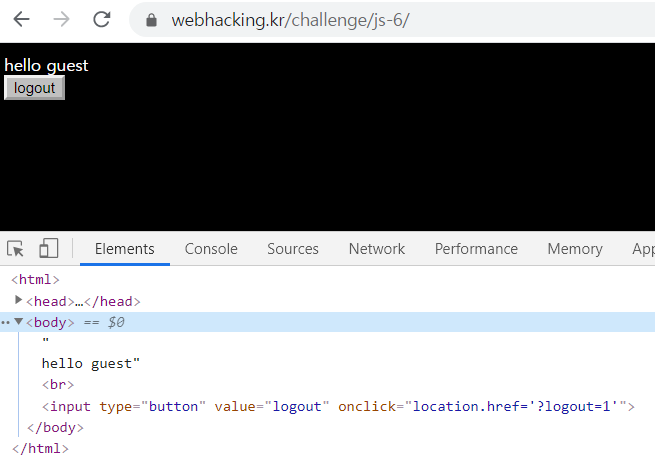 webhacking.kr/challenge/js-6/
hello guest
logout
Elements Console Sources Network Performance Memory
<html>
<head>…</head>
<body> == $0
"
hello guest"
<br>
<input type="button" value="logout" onclick="location.href='?logout=1'">
</body>
</html>